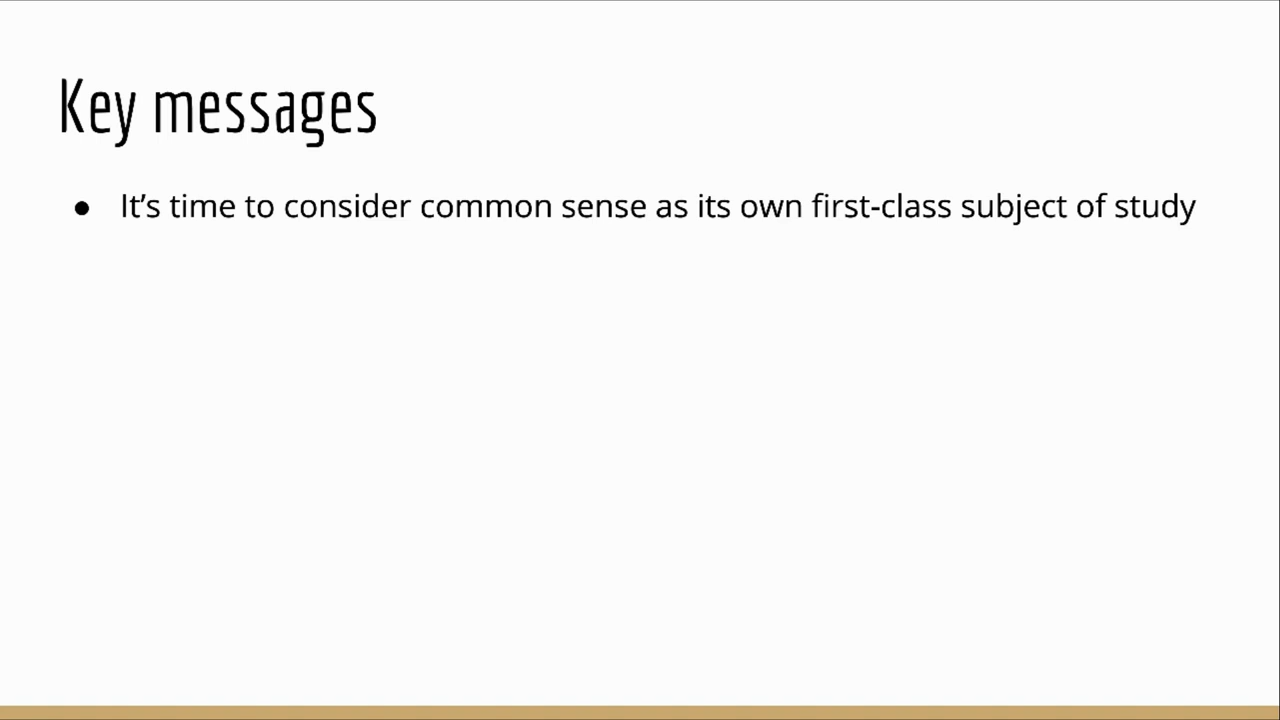 Key messages
● It’s time to consider common sense as its own first-class subject of study